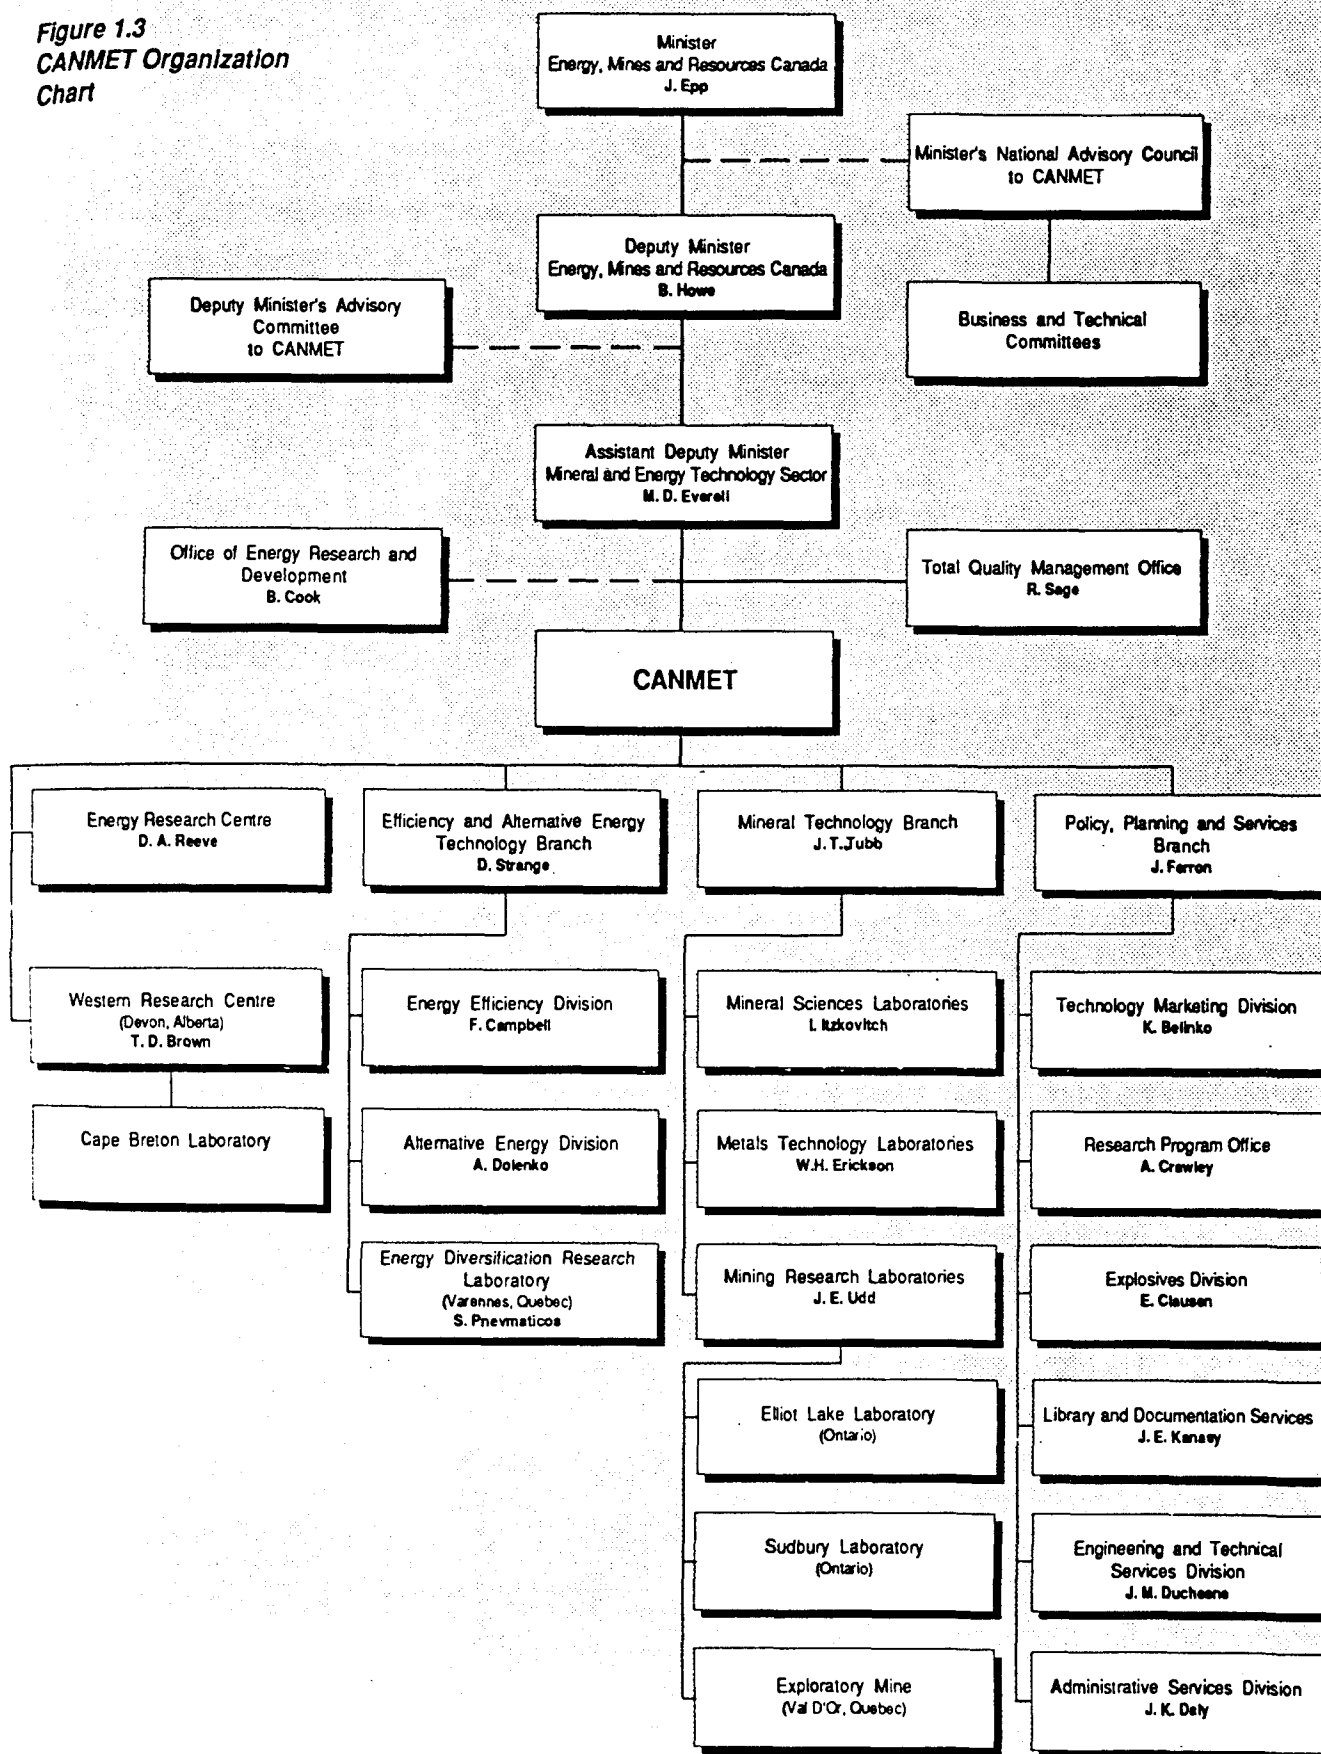 Figure 1.3
CANMET Organization
Chart
Minister
Energy, Mines and Resources Canada
J. Epp
Minister's National Advisory Council
to CANMET
Deputy Minister
Energy, Mines and Resources Canada
B. Howe
Deputy Minister's Advisory
Committee
to CANMET
Business and Technical
Committees
Assistant Deputy Minister
Mineral and Energy Technology Sector
M. D. Everell
Office of Energy Research and
Development
B. Cook
Total Quality Management Office
R. Sage
CANMET
Energy Research Centre
D. A. Reeve
Efficiency and Alternative Energy
Technology Branch
D. Strange
Mineral Technology Branch
J. T. Jubb
Policy, Planning and Services
Branch
J. Ferron
Western Research Centre
(Devon, Alberta)
T. D. Brown
Energy Efficiency Division
F. Campbell
Mineral Sciences Laboratories
I. Itzkovitch
Technology Marketing Division
K. Belinko
Cape Breton Laboratory
Alternative Energy Division
A. Dolenko
Metals Technology Laboratories
W.H. Erickson
Research Program Office
A. Crawley
Energy Diversification Research
Laboratory
(Varennes, Quebec)
S. Pnevmaticos
Mining Research Laboratories
J. E. Udd
Explosives Division
E. Clausen
Elliot Lake Laboratory
(Ontario)
Library and Documentation Services
J. E. Kanasy
Sudbury Laboratory
(Ontario)
Engineering and Technical
Services Division
J. M. Duchesne
Exploratory Mine
(Val D'Or, Quebec)
Administrative Services Division
J. K. Daly